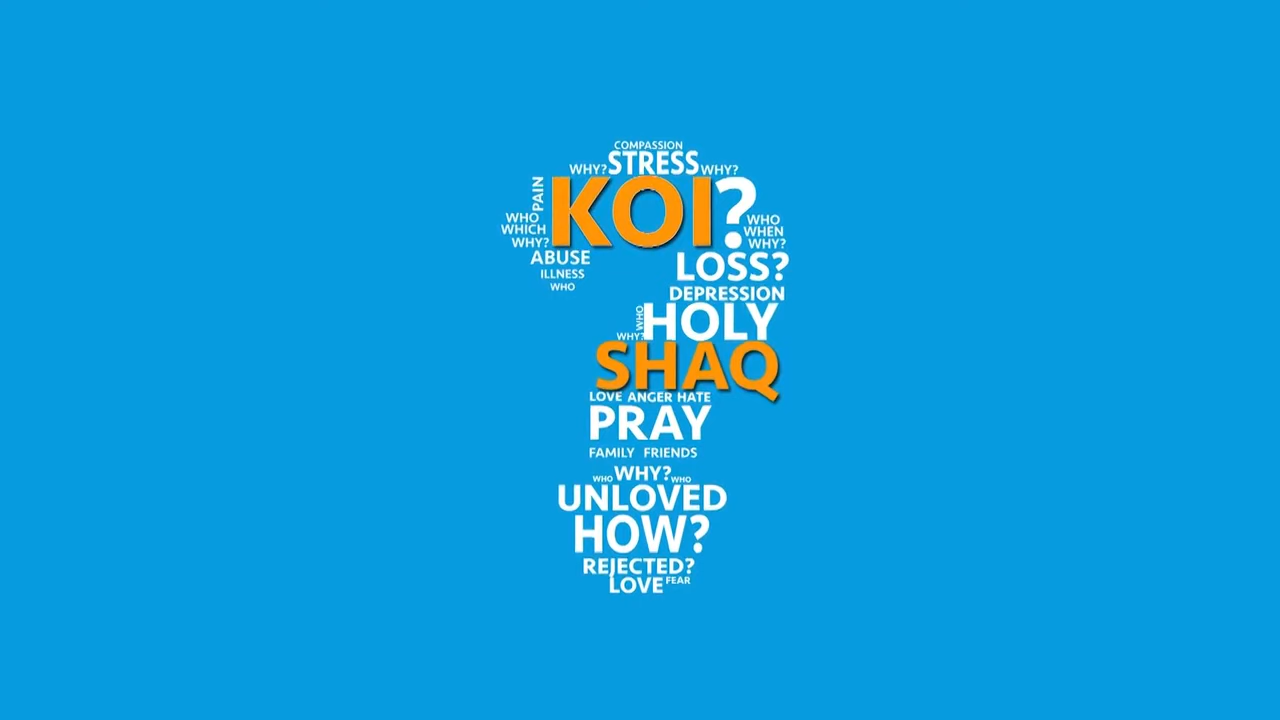 COMPASSION
WHY? STRESS WHY?
PAIN
KOI?
WHO
WHICH
WHY?
WHO
WHEN
WHY?
ABUSE
ILLNESS
WHO
LOSS?
DEPRESSION
WHO
HOLY
WHY?
SHAQ
LOVE ANGER HATE
PRAY
FAMILY FRIENDS
WHO WHY? WHO
UNLOVED
HOW?
REJECTED?
LOVE FEAR